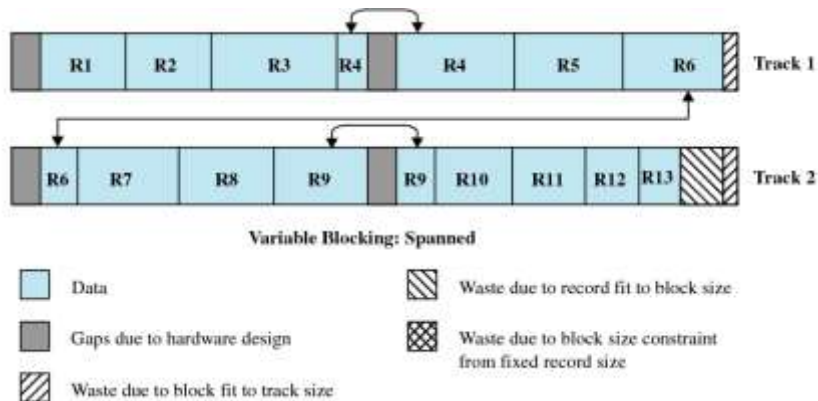 R1 R2 R3 R4 R4 R5 R6 Track 1
R6 R7 R8 R9 R9 R10 R11 R12 R13 Track 2
Variable Blocking: Spanned
Data
Waste due to record fit to block size
Gaps due to hardware design
Waste due to block size constraint
from fixed record size
Waste due to block fit to track size